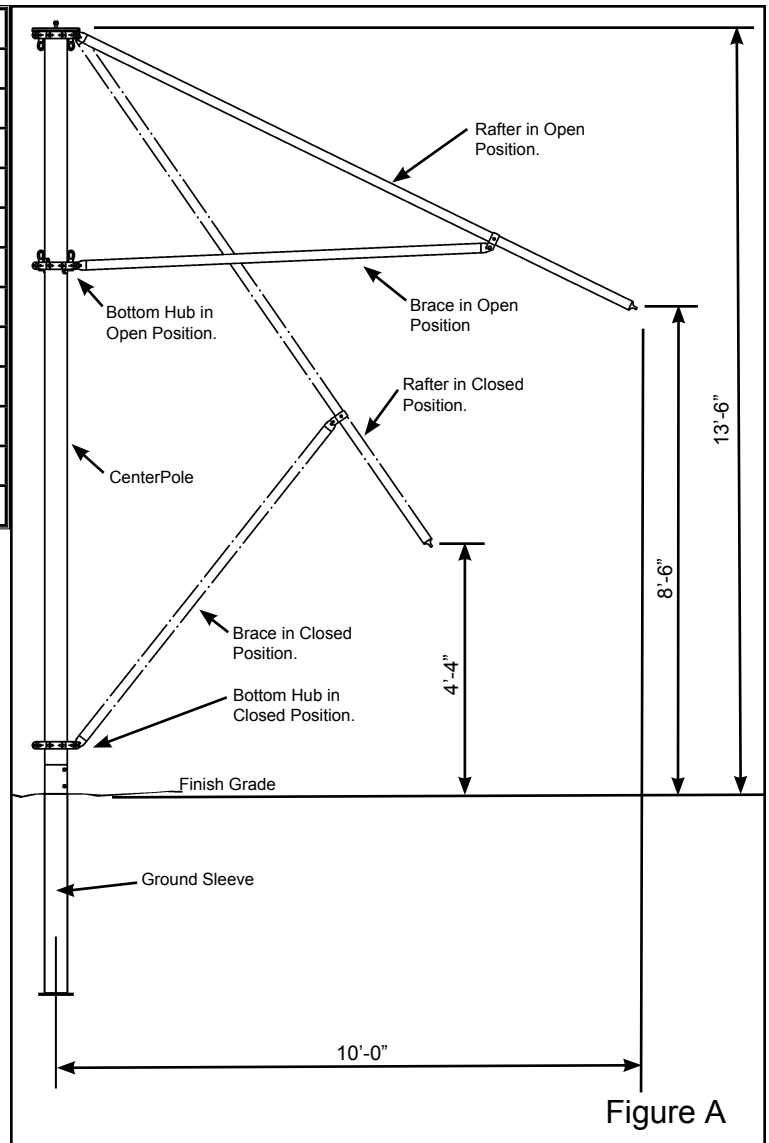 Rafter in Open
Position.
Bottom Hub in
Open Position.
Brace in Open
Position
Rafter in Closed
Position.
13'-6"
CenterPole
8'-6"
Brace in Closed
Position.
4'-4"
Bottom Hub in
Closed Position.
Finish Grade
Ground Sleeve
10'-0"
Figure A